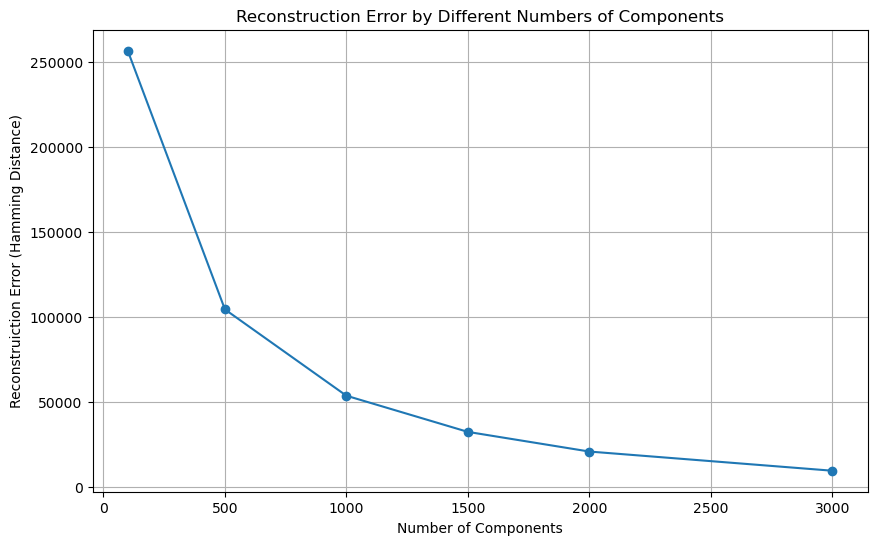 Reconstruction Error by Different Numbers of Components
Reconstruiction Error (Hamming Distance)
250000
200000
150000
100000
50000
0
0 500 1000 1500 2000 2500 3000
Number of Components